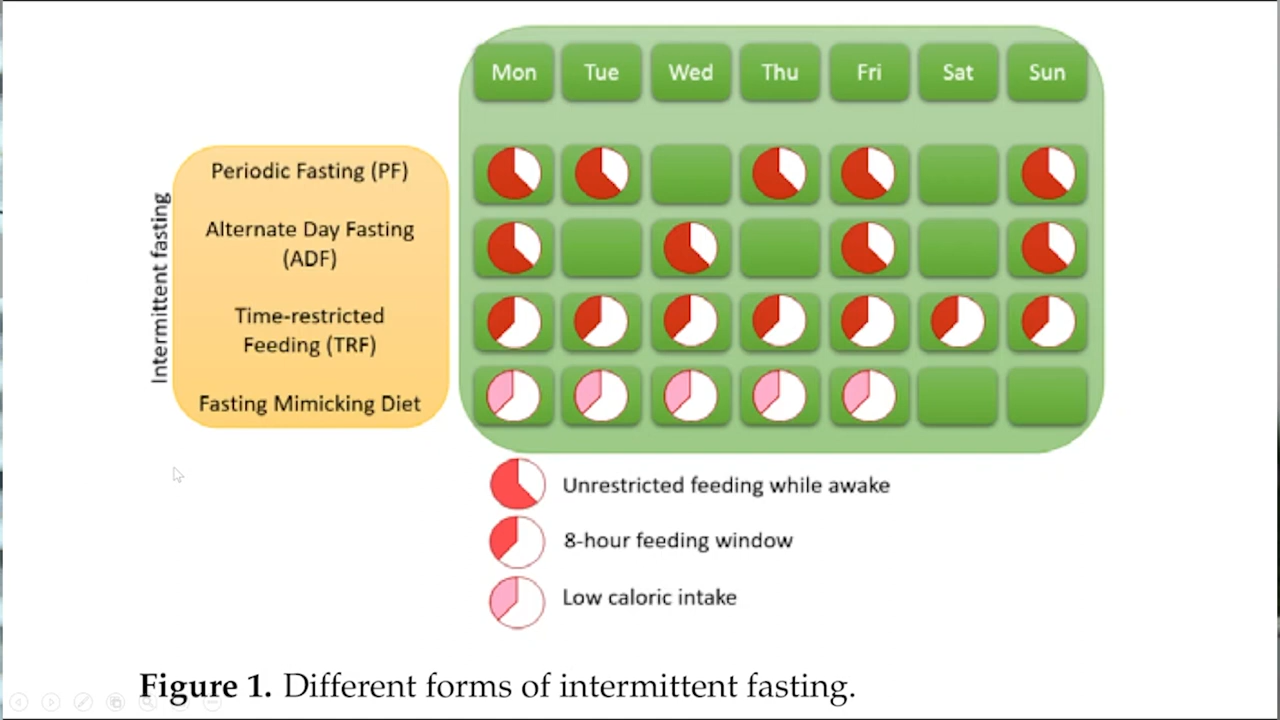 Mon Tue Wed Thu Fri Sat Sun
Intermittent fasting
Periodic Fasting (PF)
Alternate Day Fasting
(ADF)
Time-restricted
Feeding (TRF)
Fasting Mimicking Diet
Unrestricted feeding while awake
8-hour feeding window
Low caloric intake
Figure 1. Different forms of intermittent fasting.